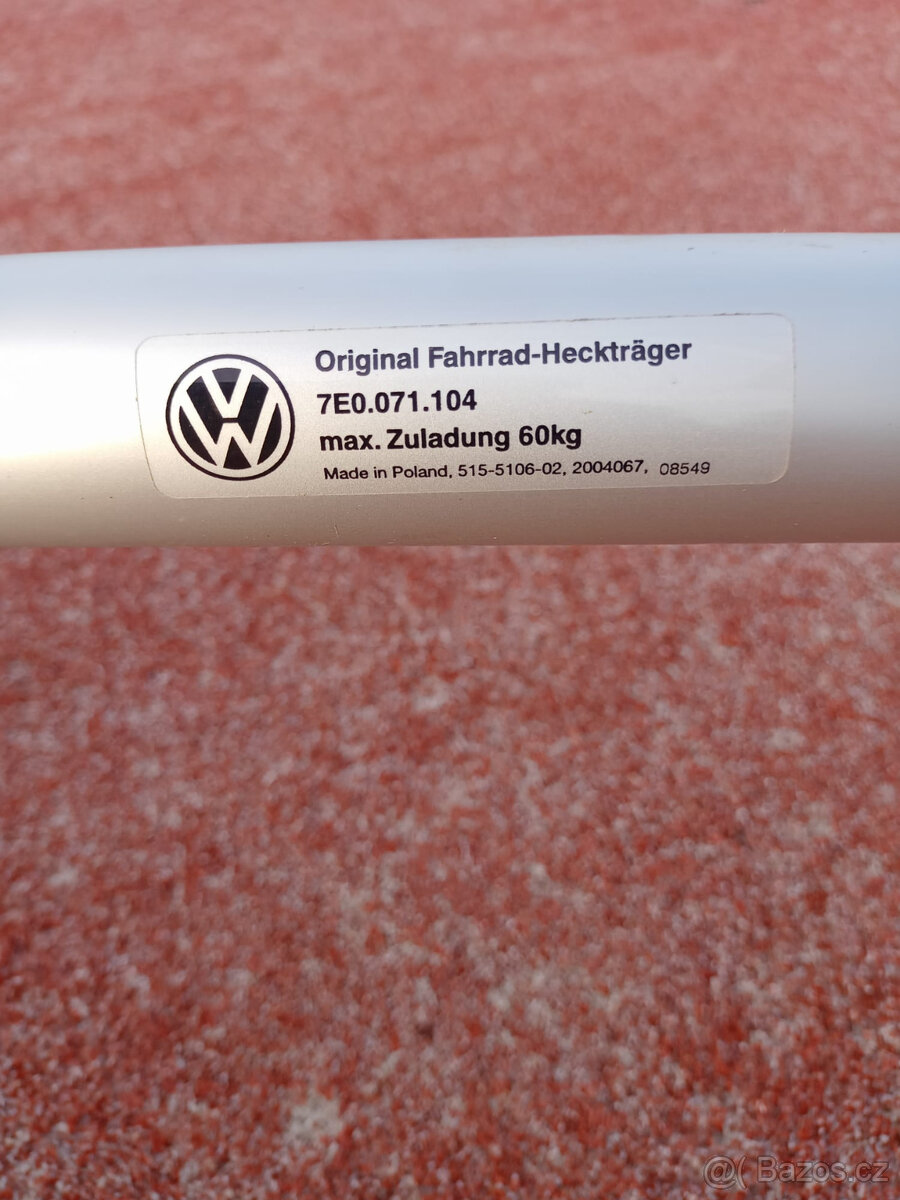 Original Fahrrad-Heckträger
7E0.071.104
max. Zuladung 60kg
Made in Poland, 515-5106-02, 2004067, 08549
@( Bazos.cz